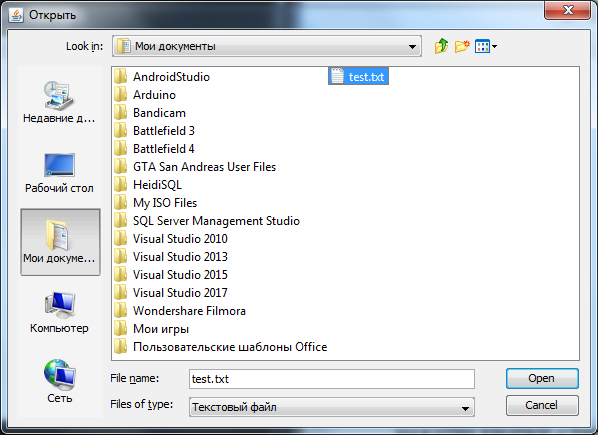 Открыть
Look in: Мои документы
Недавние д...
Рабочий стол
Мои докуме...
Компьютер
Сеть
AndroidStudio
Arduino
Bandicam
Battlefield 3
Battlefield 4
GTA San Andreas User Files
HeidiSQL
My ISO Files
SQL Server Management Studio
Visual Studio 2010
Visual Studio 2013
Visual Studio 2015
Visual Studio 2017
Wondershare Filmora
Мои игры
Пользовательские шаблоны Office
test.txt
File name: test.txt
Open
Files of type: Текстовый файл
Cancel